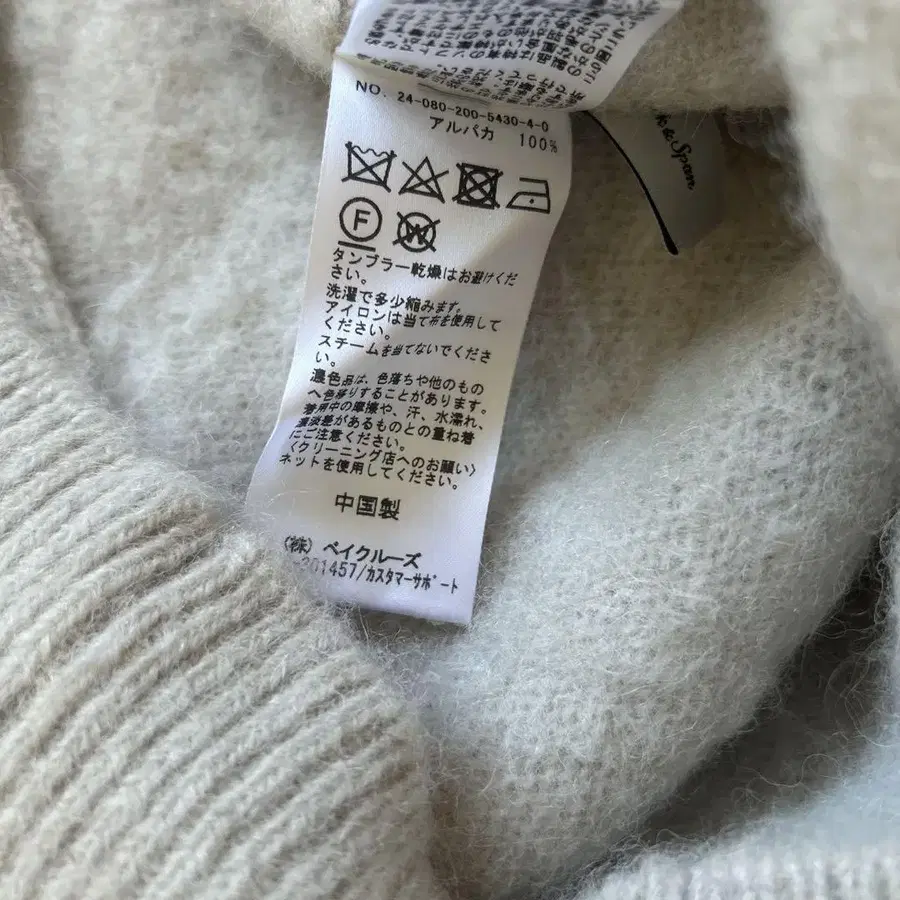 NO. 24-080-200-5430-4-0
アルパカ 100%
F
W
タンブラー乾燥はお避けくだ
さい。
洗濯で多少縮みます。
アイロンは当て布を使用して
ください。
スチームを当てないでくださ
い。
濃色品は、色落ちや他のもの
へ色移りすることがあります。
着用中の摩擦や、汗、水濡れ、
濃淡差があるものとの重ね着
にご注意ください。
〈クリーニング店へのお願い〉
ネットを使用してください。
中国製
(株) ベイクルーズ
201457/カスタマーサポート
& Span